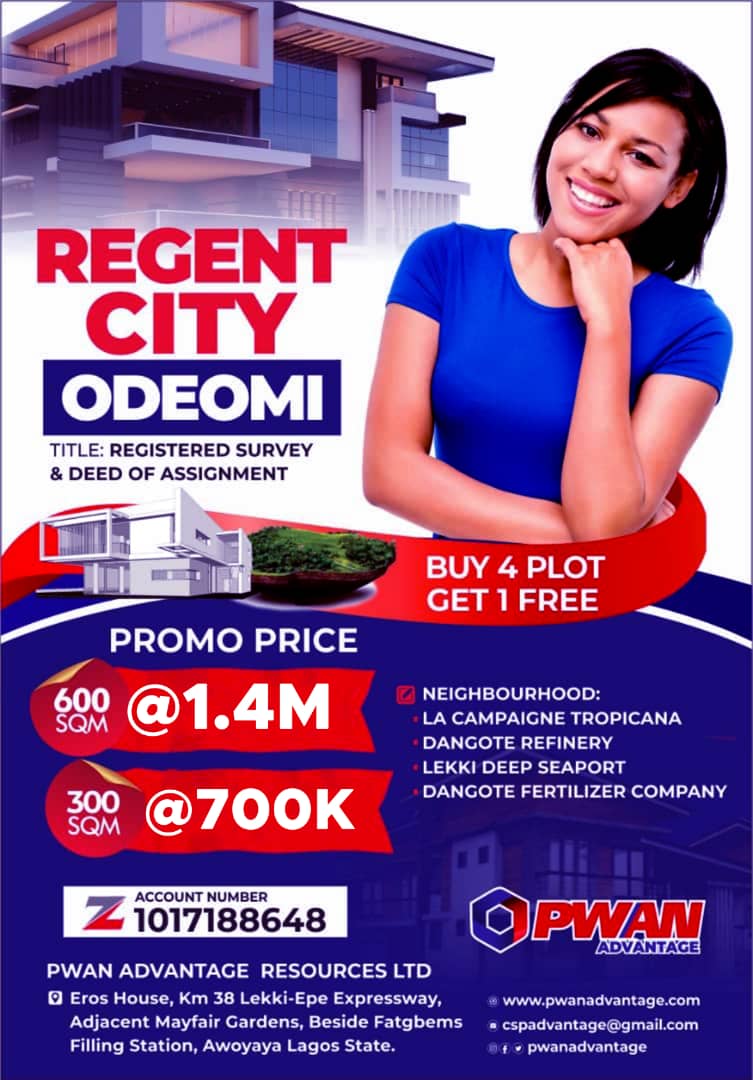 REGENT
CITY
ODEOMI
TITLE: REGISTERED SURVEY
& DEED OF ASSIGNMENT
BUY 4 PLOT
GET 1 FREE
PROMO PRICE
600
SQM
@1.4M
300
SQM
@700K
NEIGHBOURHOOD:
LA CAMPAIGNE TROPICANA
DANGOTE REFINERY
LEKKI DEEP SEAPORT
DANGOTE FERTILIZER COMPANY
ACCOUNT NUMBER
1017188648
PWAN
ADVANTAGE
PWAN ADVANTAGE RESOURCES LTD
Eros House, Km 38 Lekki-Epe Expressway,
Adjacent Mayfair Gardens, Beside Fatgbems
Filling Station, Awoyaya Lagos State.
www.pwanadvantage.com
cspadvantage@gmail.com
pwanadvantage